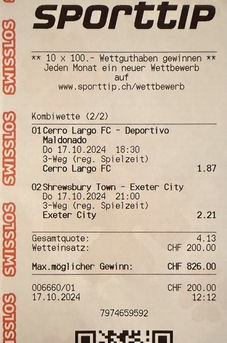 sporttip
** 10 x 100.- Wettguthaben gewinnen **
Jeden Monat ein neuer Wettbewerb
auf
www.sporttip.ch/wettbewerb
Kombiwette (2/2)
01 Cerro Largo FC - Deportivo
Maldonado
Do 17.10.2024 18:30
3-Weg (reg. Spielzeit)
Cerro Largo FC 1.87
02 Shrewsbury Town - Exeter City
Do 17.10.2024 21:00
3-Weg (reg. Spielzeit)
Exeter City 2.21
Gesamtquote: 4.13
Wetteinsatz: CHF 200.00
Max.möglicher Gewinn: CHF 826.00
006660/01 CHF 200.00
17.10.2024 12:12
7974659592
SWISSLOS
SWISSLOS
SWISSLOS